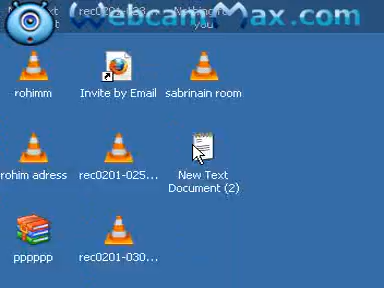 WebcamMax.com
rohimm
Invite by Email
sabrinain room
rohim adress
rec0201-025...
New Text
Document (2)
pppppp
rec0201-030...